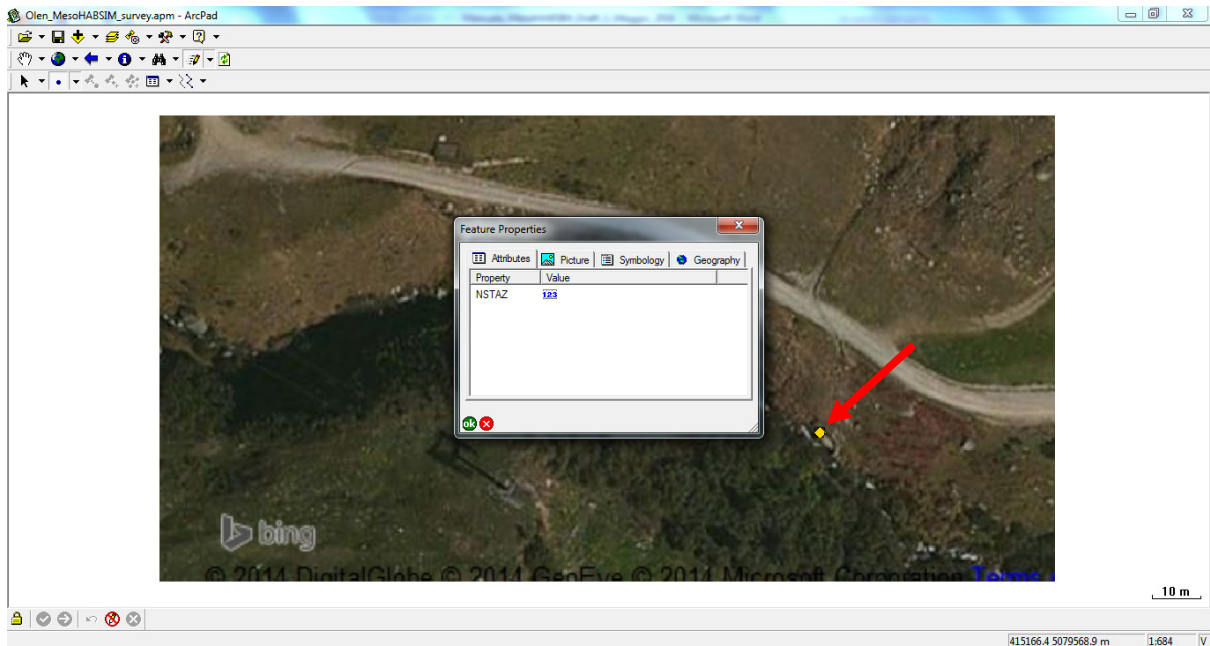 Olen_MesoHABSIM_survey.apm - ArcPad
Feature Properties
Attributes Picture Symbology Geography
Property Value
NSTAZ 123
ok
bing
© 2014 DigitalGlobe © 2014 GeoEye © 2014 Microsoft Corporation Terms
10 m
415166.4 5079568.9 m 1:684 V